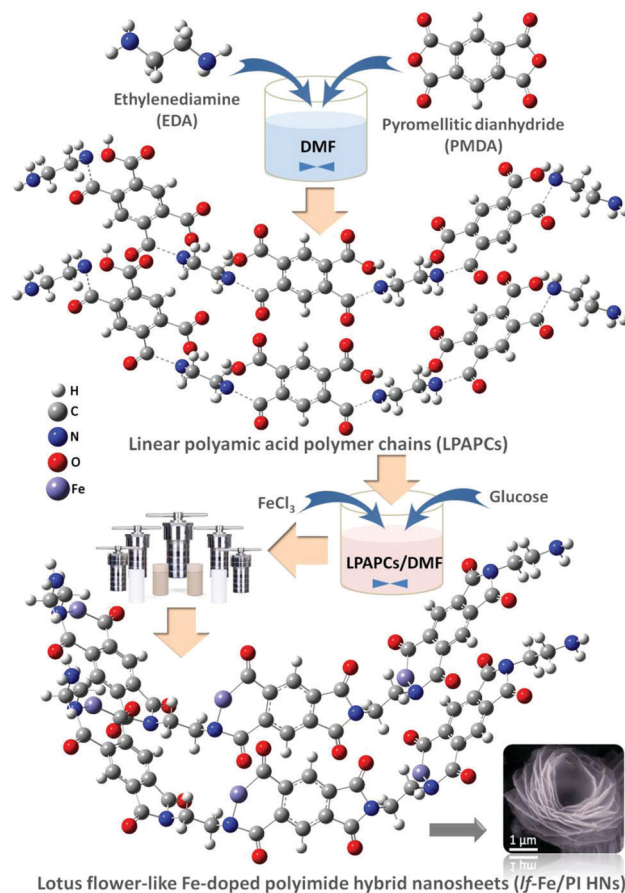 Ethylenediamine
(EDA)
DMF
Pyromellitic dianhydride
(PMDA)
H
C
N
O
Fe
Linear polyamic acid polymer chains (LPAPCs)
FeCl₃
Glucose
LPAPCs/DMF
1 μm
Lotus flower-like Fe-doped polyimide hybrid nanosheets (lf-Fe/PI HNs)